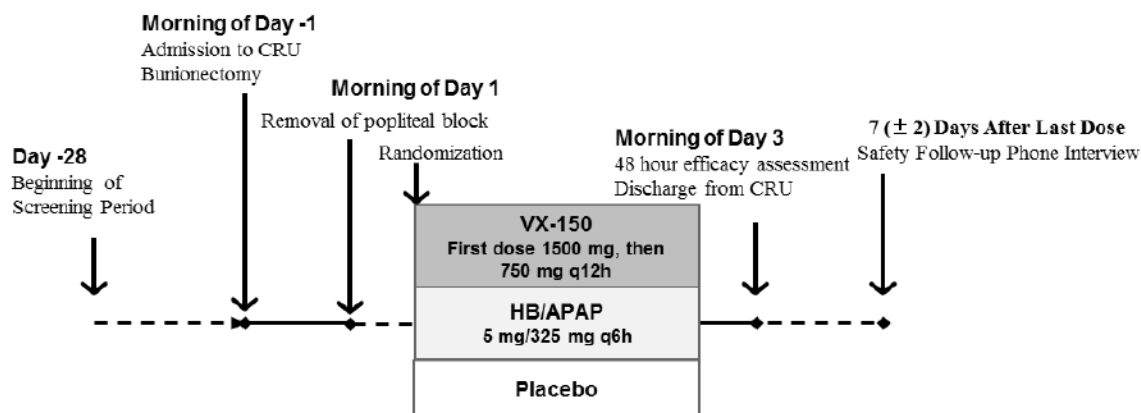 Day -28
Beginning of
Screening Period
Morning of Day -1
Admission to CRU
Bunionectomy
Morning of Day 1
Removal of popliteal block
Randomization
VX-150
First dose 1500 mg, then
750 mg q12h
HB/APAP
5 mg/325 mg q6h
Placebo
Morning of Day 3
48 hour efficacy assessment
Discharge from CRU
7 (± 2) Days After Last Dose
Safety Follow-up Phone Interview